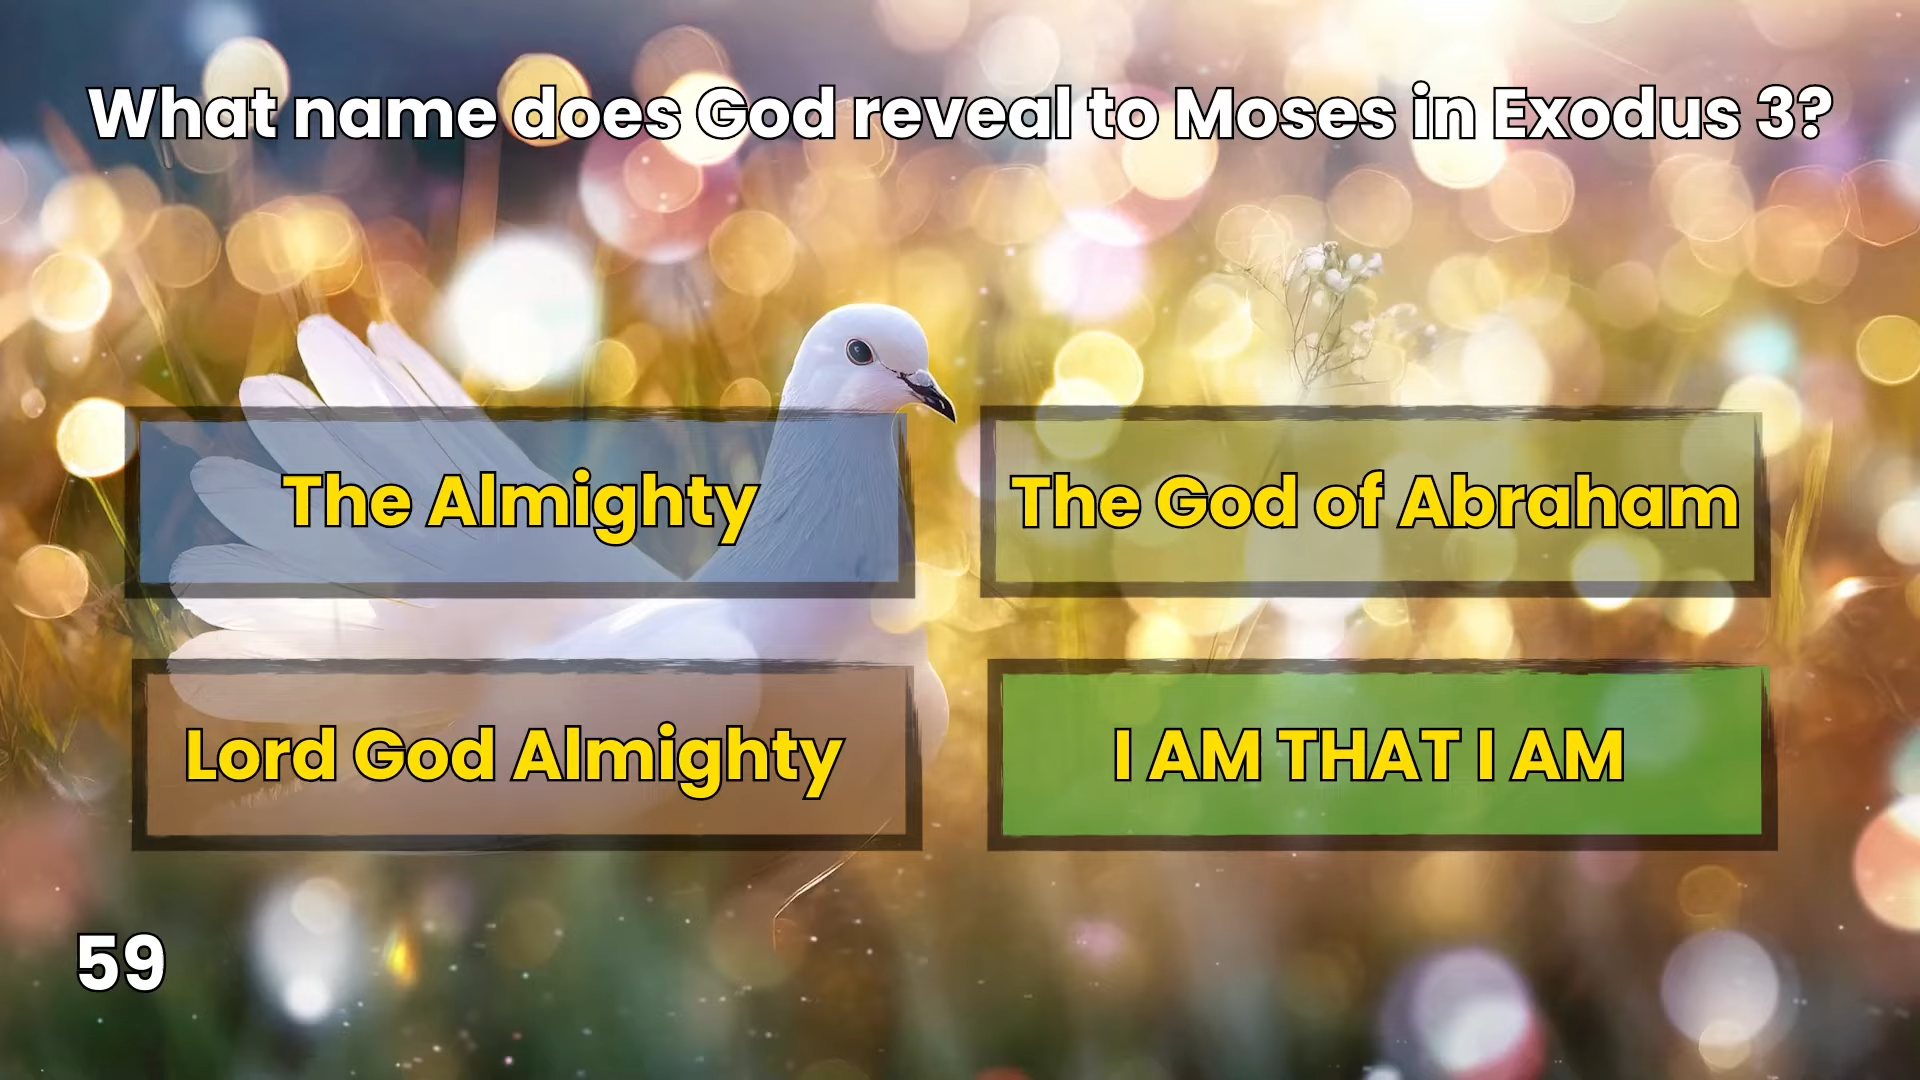 What name does God reveal to Moses in Exodus 3?
The Almighty
The God of Abraham
Lord God Almighty
I AM THAT I AM
59